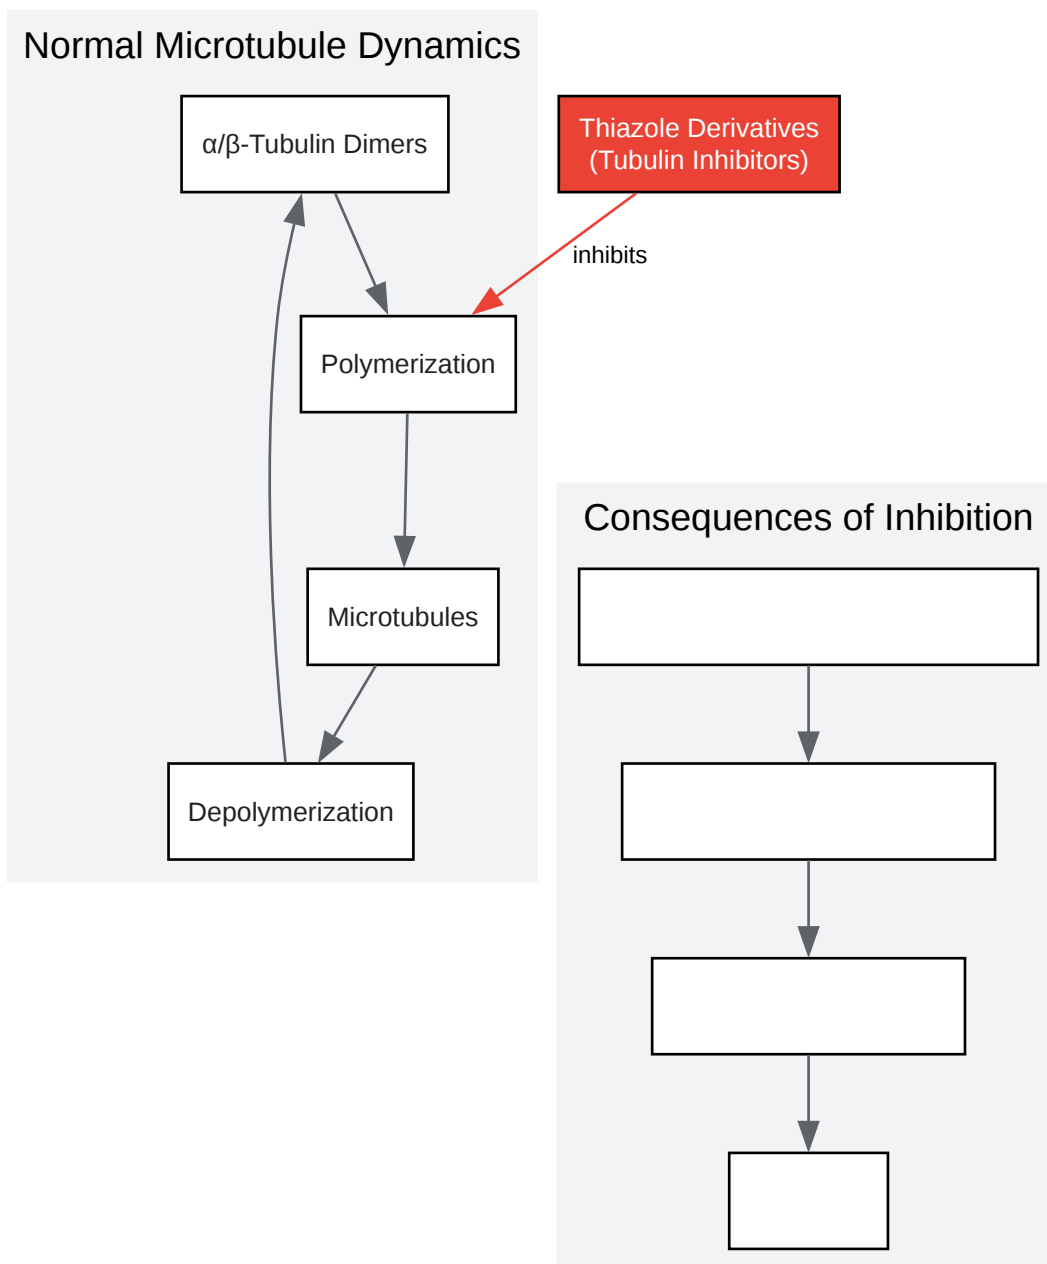 Normal Microtubule Dynamics
α/β-Tubulin Dimers
Thiazole Derivatives
(Tubulin Inhibitors)
inhibits
Polymerization
Consequences of Inhibition
Microtubules
Depolymerization